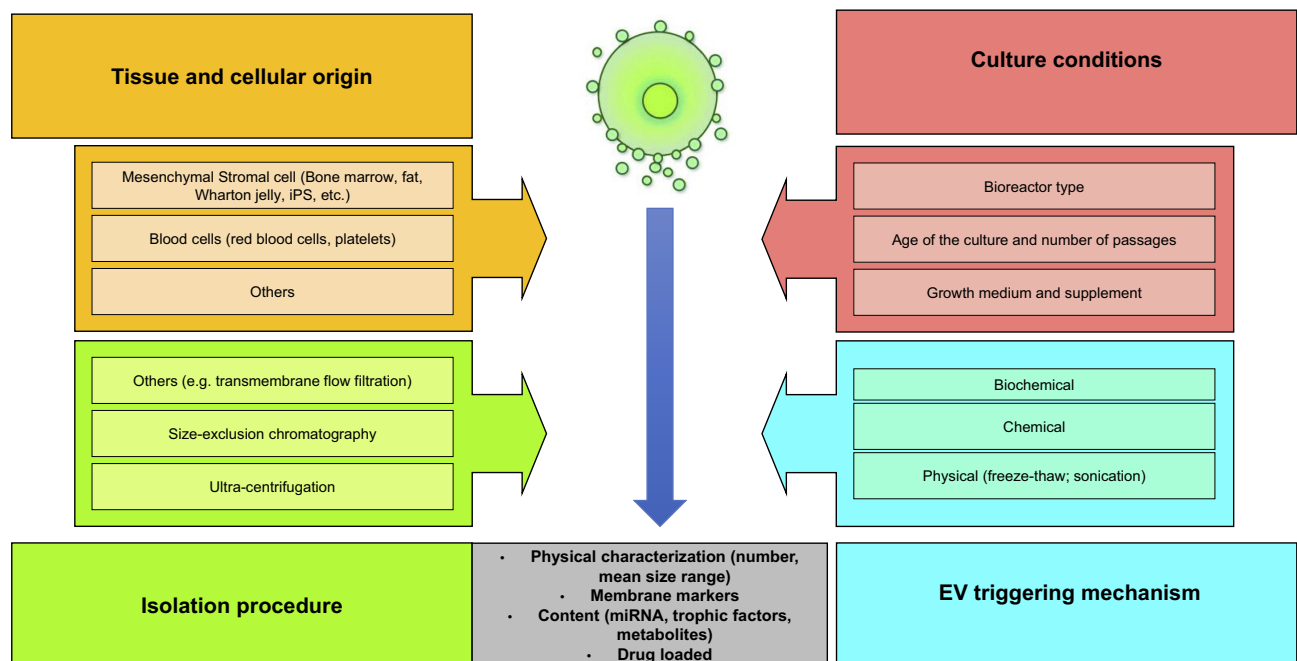 Tissue and cellular origin
Mesenchymal Stromal cell (Bone marrow, fat,
Wharton jelly, iPS, etc.)
Blood cells (red blood cells, platelets)
Others
Culture conditions
Bioreactor type
Age of the culture and number of passages
Growth medium and supplement
Others (e.g. transmembrane flow filtration)
Size-exclusion chromatography
Ultra-centrifugation
Isolation procedure
Biochemical
Chemical
Physical (freeze-thaw; sonication)
EV triggering mechanism
• Physical characterization (number,
mean size range)
• Membrane markers
• Content (miRNA, trophic factors,
metabolites)
• Drug loaded